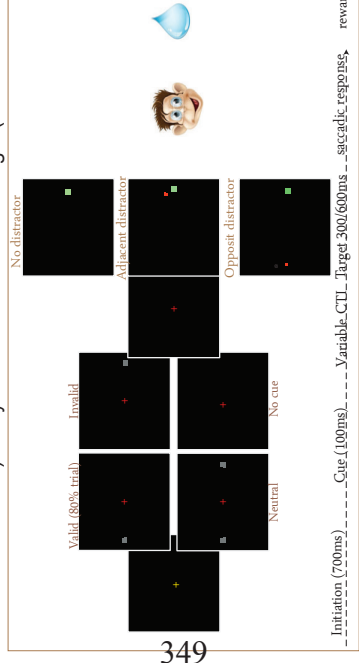 No distractor
Adjacent distractor
Opposit distractor
Invalid
No cue
Valid (80% trial)
Neutral
Initiation (700ms)
Cue (100ms)
Variable CTI
Target 300/600ms
saccadic response
349